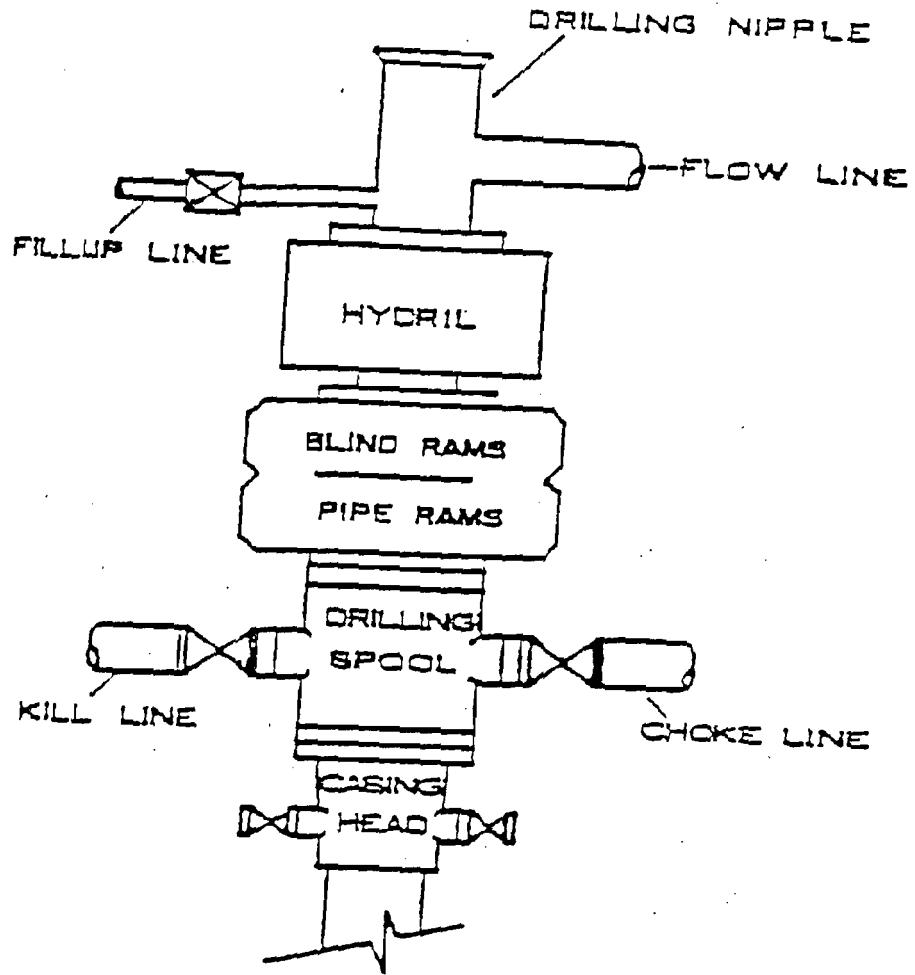 DRILLING NIPPLE
FLOW LINE
FILLUP LINE
HYDRIL
BLIND RAMS
PIPE RAMS
DRILLING
SPOOL
KILL LINE
CHOKE LINE
CASING
HEAD